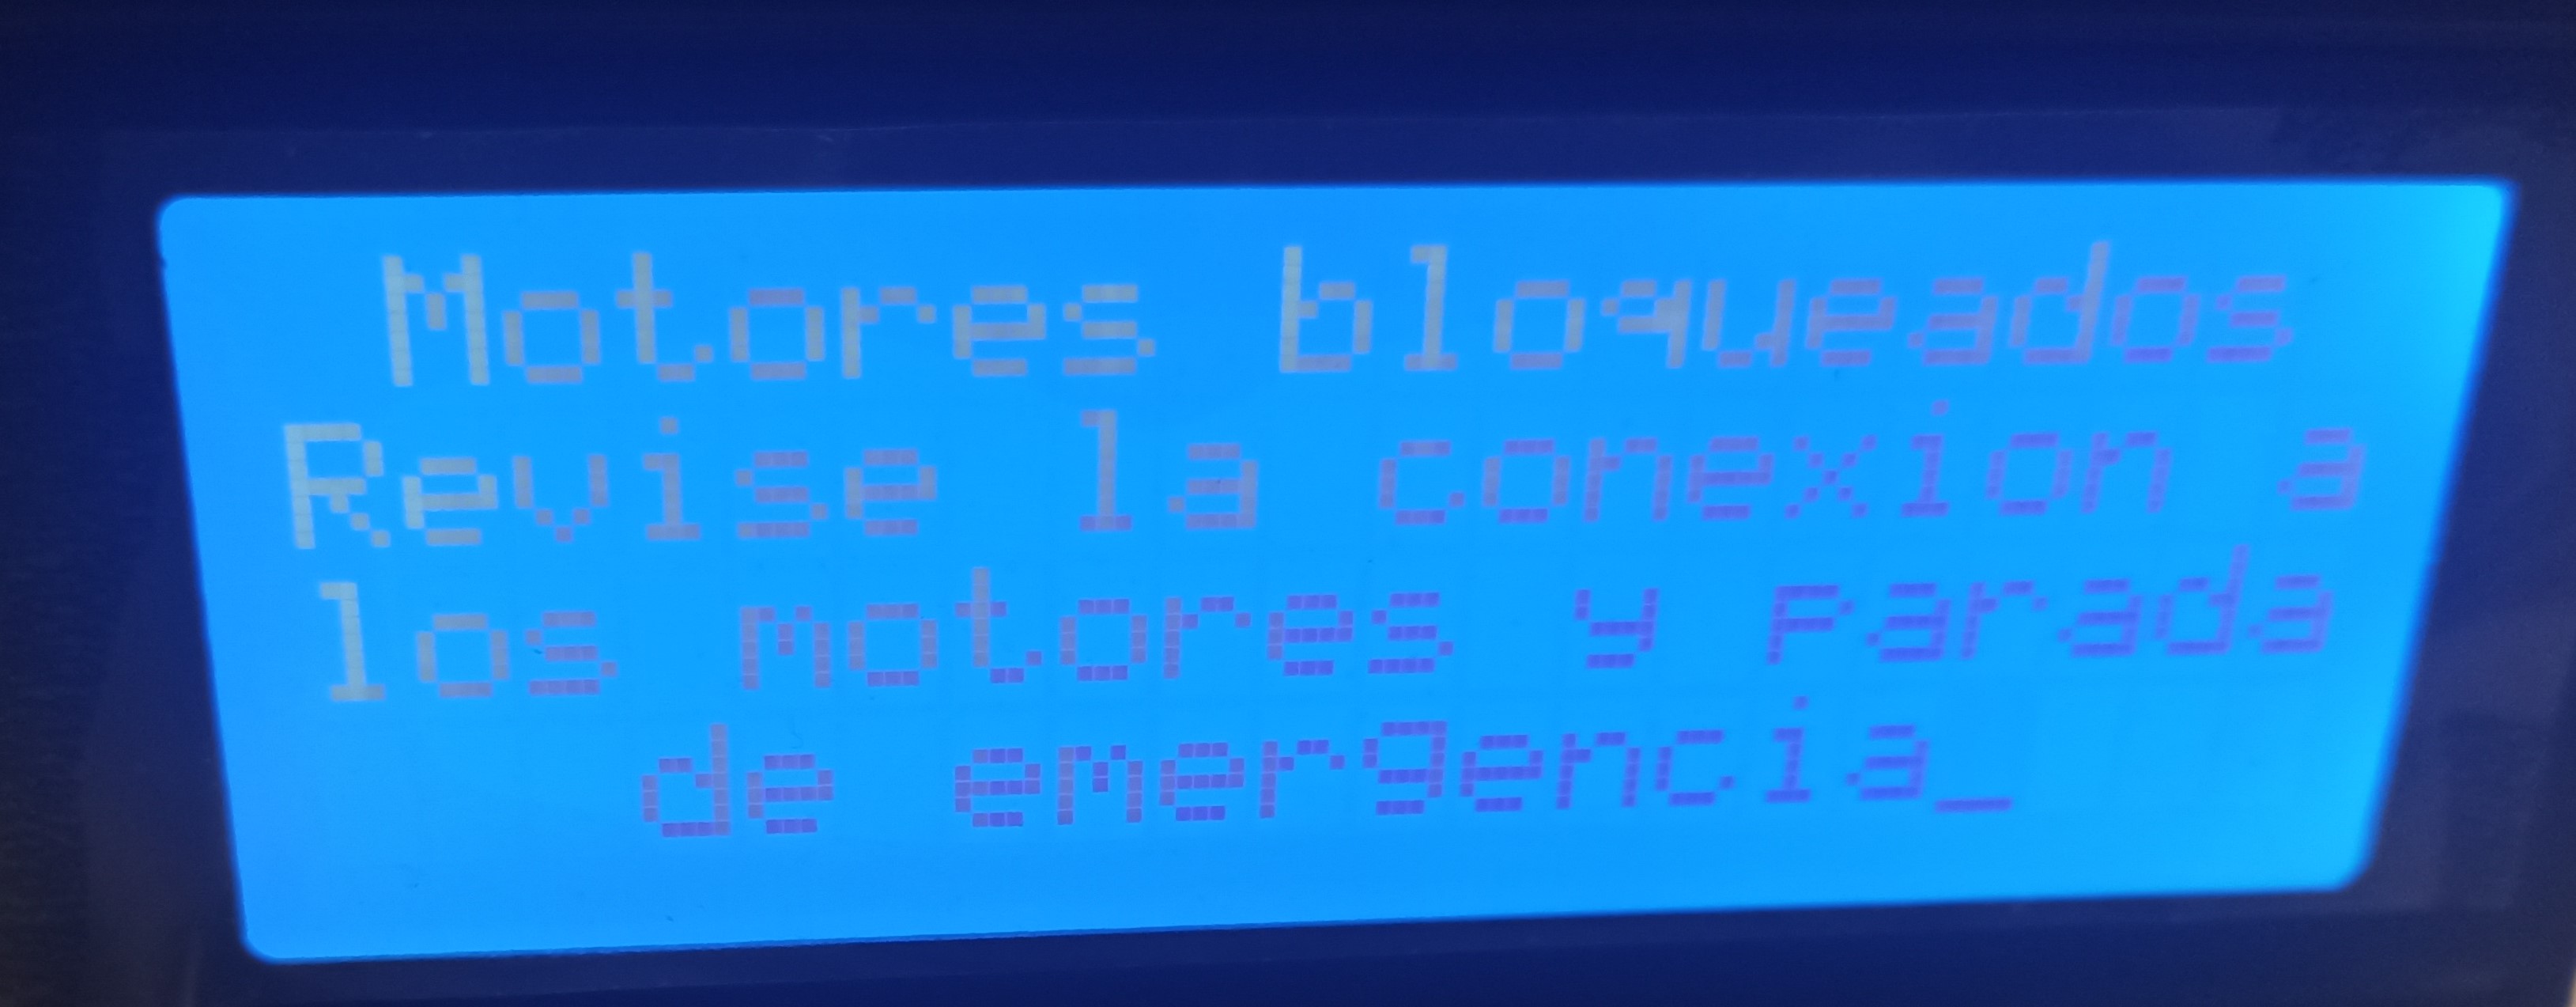 Motores bloqueados
Revise la conexion a
los motores y parada
de emergencia_